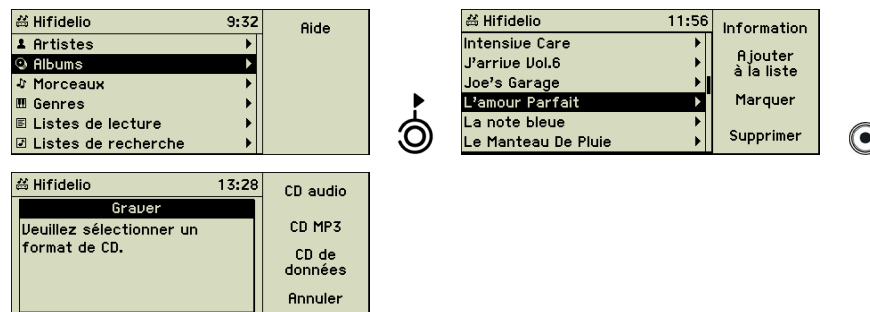 Hifidelio 9:32
Artistes
Albums
Morceaux
Genres
Listes de lecture
Listes de recherche
Aide
Hifidelio 11:56
Intensive Care
J'arrive Vol.6
Joe's Garage
L'amour Parfait
La note bleue
Le Manteau De Pluie
Information
Ajouter
à la liste
Marquer
Supprimer
Hifidelio 13:28
Graver
Veuillez sélectionner un
format de CD.
CD audio
CD MP3
CD de
données
Annuler